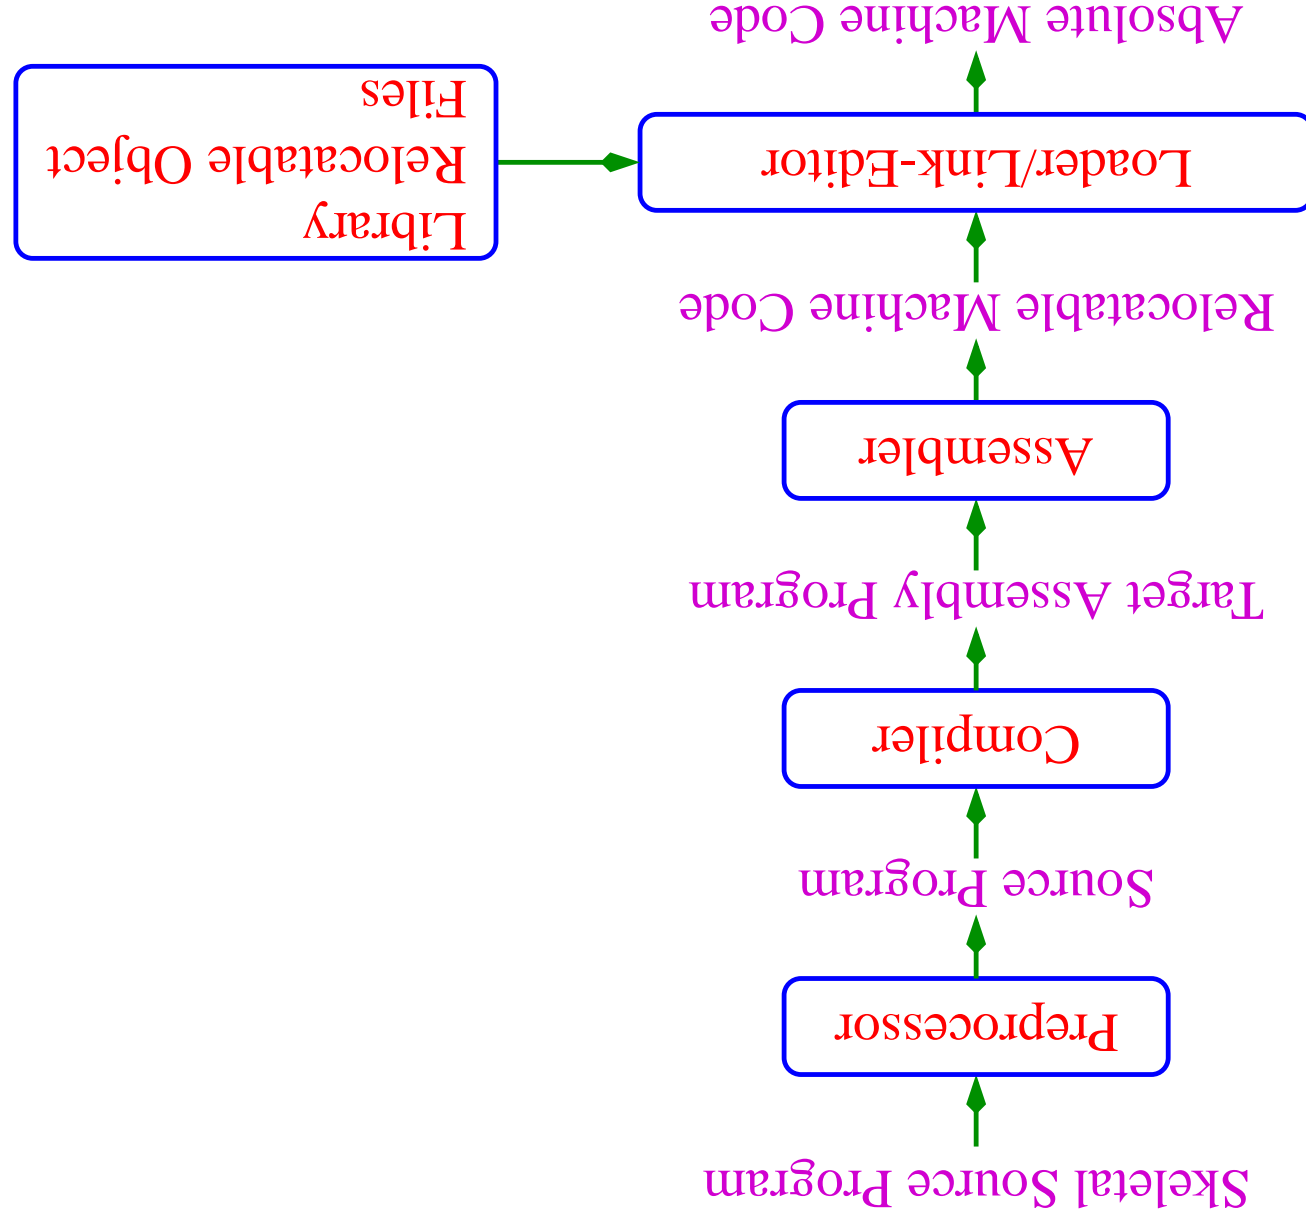 Skeletal Source Program
Preprocessor
Source Program
Compiler
Target Assembly Program
Assembler
Relocatable Machine Code
Loader/Link-Editor
Library
Relocatable Object
Files
Absolute Machine Code